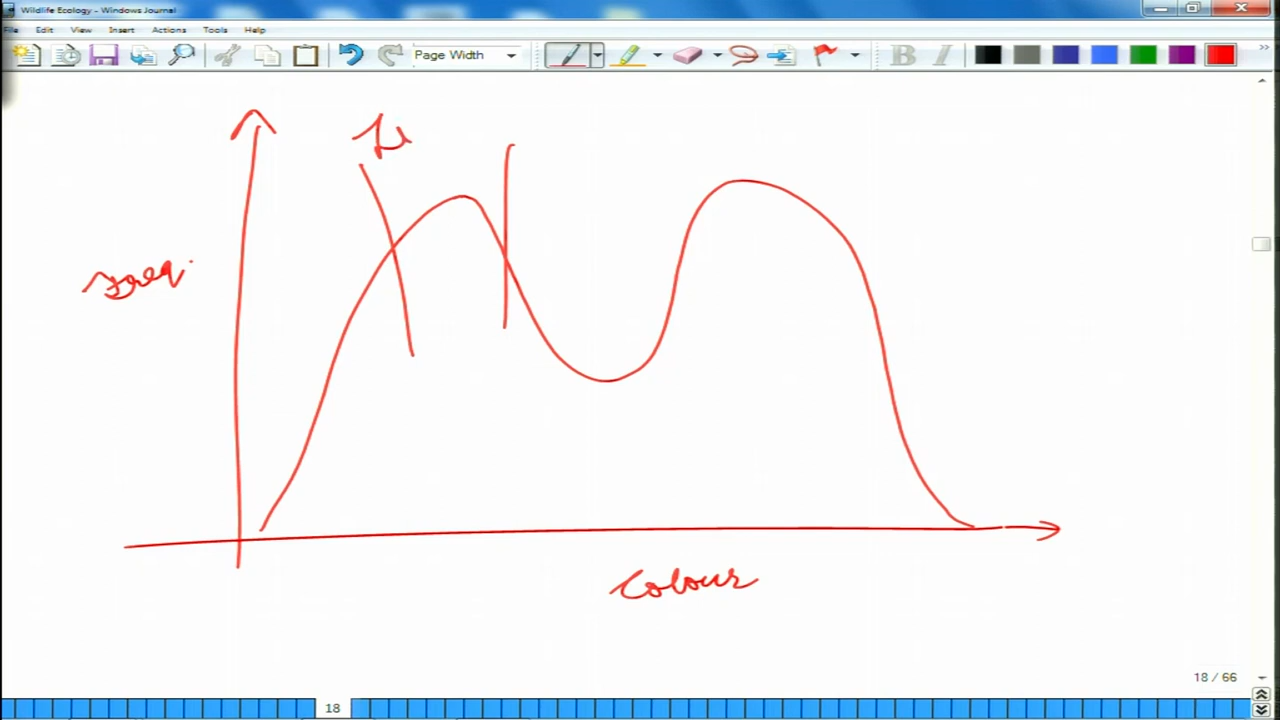 Wildlife Ecology - Windows Journal
File Edit View Insert Actions Tools Help
Page Width
B I
Freq.
Colour
18 / 66
18